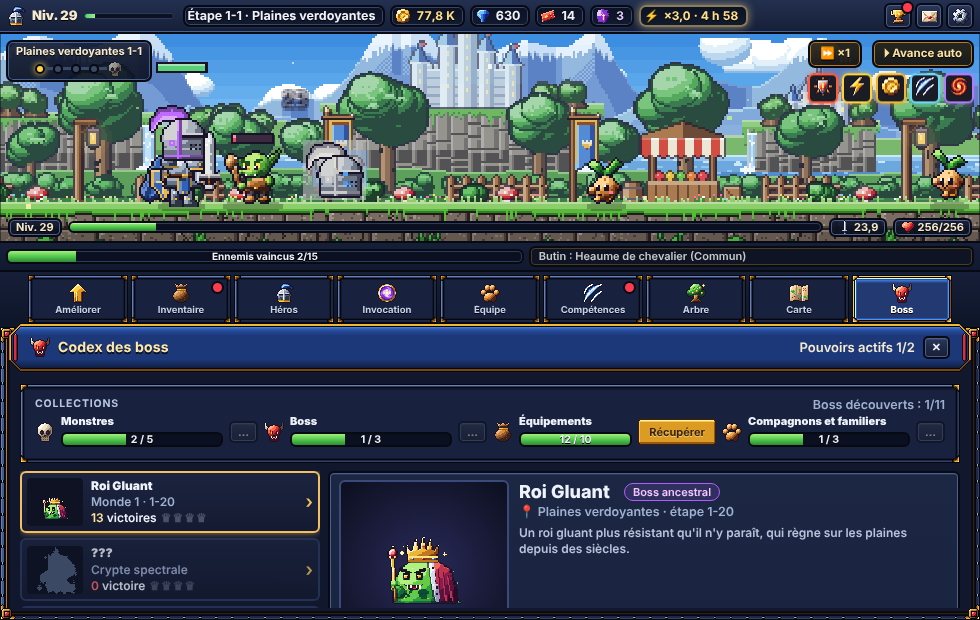 Niv. 29
Étape 1-1 · Plaines verdoyantes
77,8 K
630
14
3
×3,0 · 4 h 58
Plaines verdoyantes 1-1
×1
Avance auto
Niv. 29
23,9
256/256
Ennemis vaincus 2/15
Butin : Heaume de chevalier (Commun)
Améliorer
Inventaire
Héros
Invocation
Equipe
Compétences
Arbre
Carte
Boss
Codex des boss
Pouvoirs actifs 1/2
×
COLLECTIONS
Boss découverts : 1/11
Monstres
2 / 5
...
Boss
1 / 3
...
Équipements
12 / 10
Récupérer
Compagnons et familiers
1 / 3
...
Roi Gluant
Monde 1 · 1-20
13 victoires
???
Crypte spectrale
0 victoire
Roi Gluant
Boss ancestral
Plaines verdoyantes · étape 1-20
Un roi gluant plus résistant qu'il n'y paraît, qui règne sur les plaines
depuis des siècles.